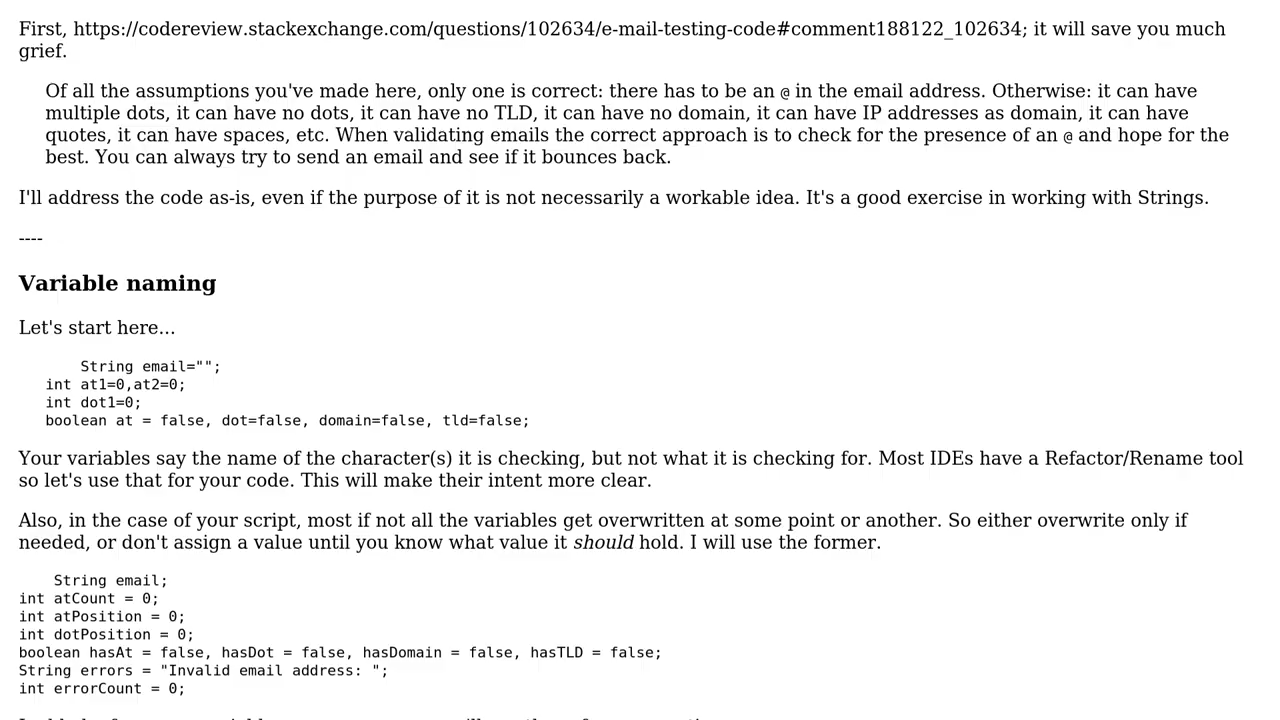 First, https://codereview.stackexchange.com/questions/102634/e-mail-testing-code#comment188122_102634; it will save you much
grief.
Of all the assumptions you've made here, only one is correct: there has to be an @ in the email address. Otherwise: it can have
multiple dots, it can have no dots, it can have no TLD, it can have no domain, it can have IP addresses as domain, it can have
quotes, it can have spaces, etc. When validating emails the correct approach is to check for the presence of an @ and hope for the
best. You can always try to send an email and see if it bounces back.
I'll address the code as-is, even if the purpose of it is not necessarily a workable idea. It's a good exercise in working with Strings.
----
Variable naming
Let's start here...
String email="";
int at1=0,at2=0;
int dot1=0;
boolean at = false, dot=false, domain=false, tld=false;
Your variables say the name of the character(s) it is checking, but not what it is checking for. Most IDEs have a Refactor/Rename tool
so let's use that for your code. This will make their intent more clear.
Also, in the case of your script, most if not all the variables get overwritten at some point or another. So either overwrite only if
needed, or don't assign a value until you know what value it should hold. I will use the former.
String email;
int atCount = 0;
int atPosition = 0;
int dotPosition = 0;
boolean hasAt = false, hasDot = false, hasDomain = false, hasTLD = false;
String errors = "Invalid email address: ";
int errorCount = 0;